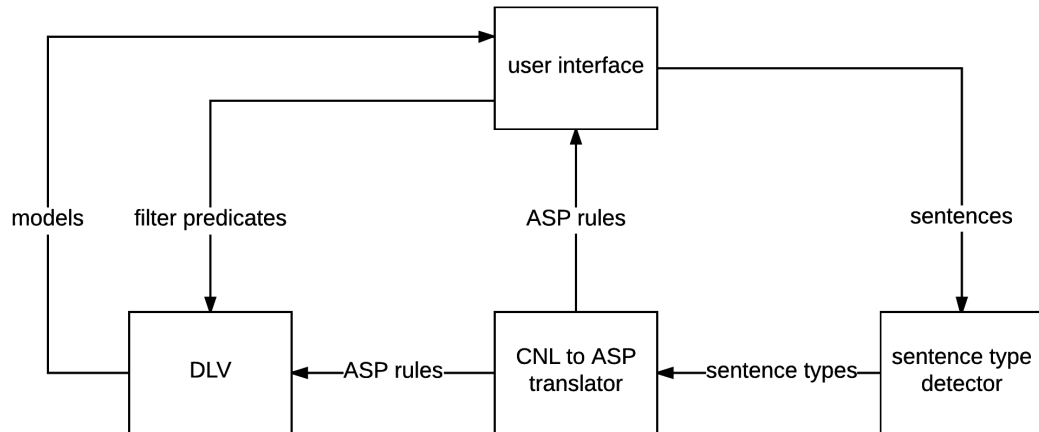 user interface
models
filter predicates
ASP rules
sentences
DLV
ASP rules
CNL to ASP
translator
sentence types
sentence type
detector